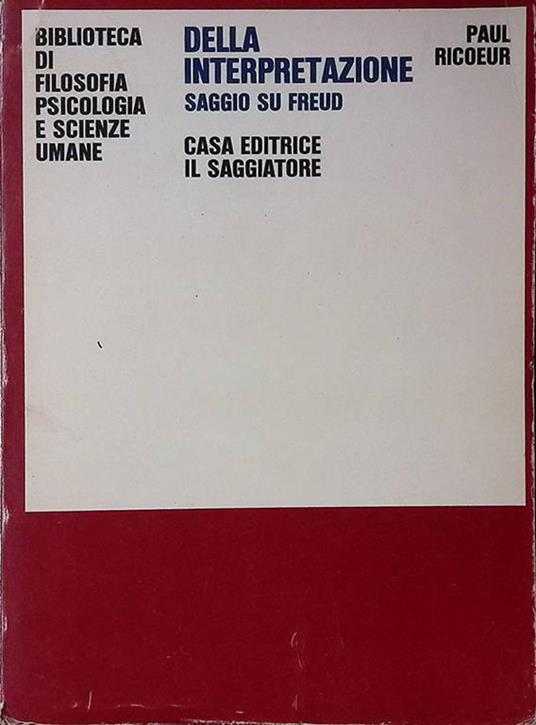 BIBLIOTECA
DI
FILOSOFIA
PSICOLOGIA
E SCIENZE
UMANE
DELLA
INTERPRETAZIONE
SAGGIO SU FREUD
CASA EDITRICE
IL SAGGIATORE
PAUL
RICOEUR